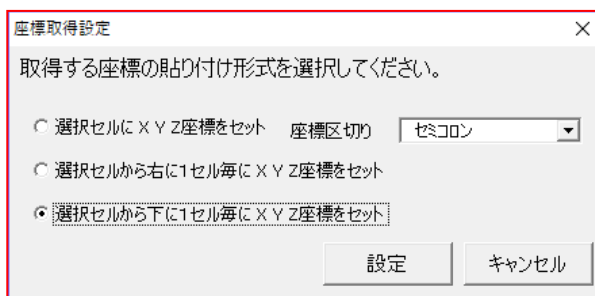 座標取得設定
取得する座標の貼り付け形式を選択してください。
選択セルにＸＹＺ座標をセット 座標区切り セミコロン
選択セルから右に1セル毎にＸＹＺ座標をセット
選択セルから下に1セル毎にＸＹＺ座標をセット
設定 キャンセル